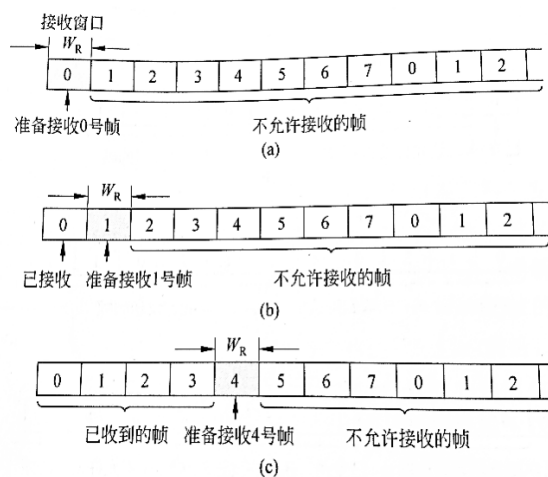 接收窗口
W_R
0 1 2 3 4 5 6 7 0 1 2
准备接收0号帧 不允许接收的帧
(a)
W_R
0 1 2 3 4 5 6 7 0 1 2
已接收 准备接收1号帧 不允许接收的帧
(b)
W_R
0 1 2 3 4 5 6 7 0 1 2
已收到的帧 准备接收4号帧 不允许接收的帧
(c)